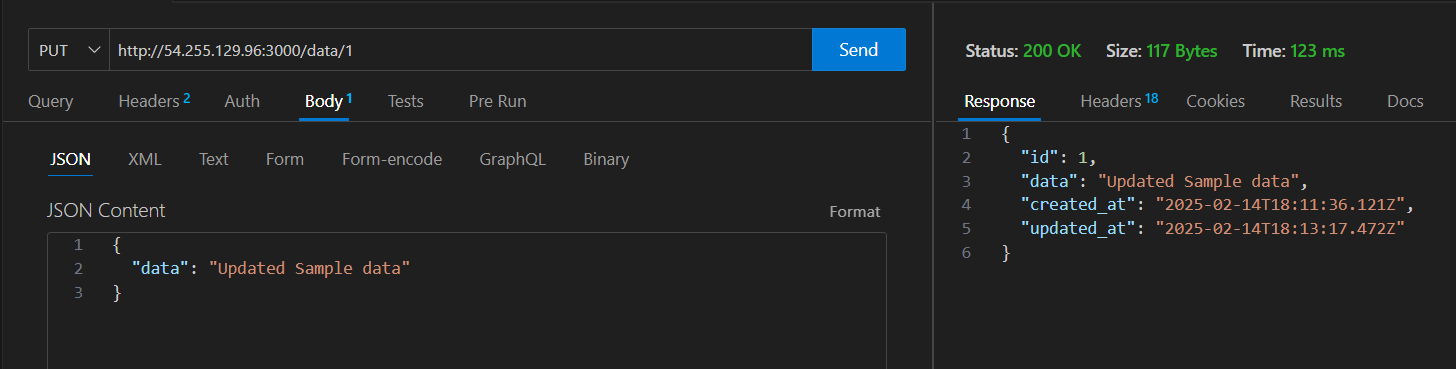 PUT http://54.255.129.96:3000/data/1 Send
Query Headers 2 Auth Body 1 Tests Pre Run
JSON XML Text Form Form-encode GraphQL Binary
JSON Content Format
1 {
2 "data": "Updated Sample data"
3 }
Status: 200 OK Size: 117 Bytes Time: 123 ms
Response Headers 18 Cookies Results Docs
1 {
2 "id": 1,
3 "data": "Updated Sample data",
4 "created_at": "2025-02-14T18:11:36.121Z",
5 "updated_at": "2025-02-14T18:13:17.472Z"
6 }